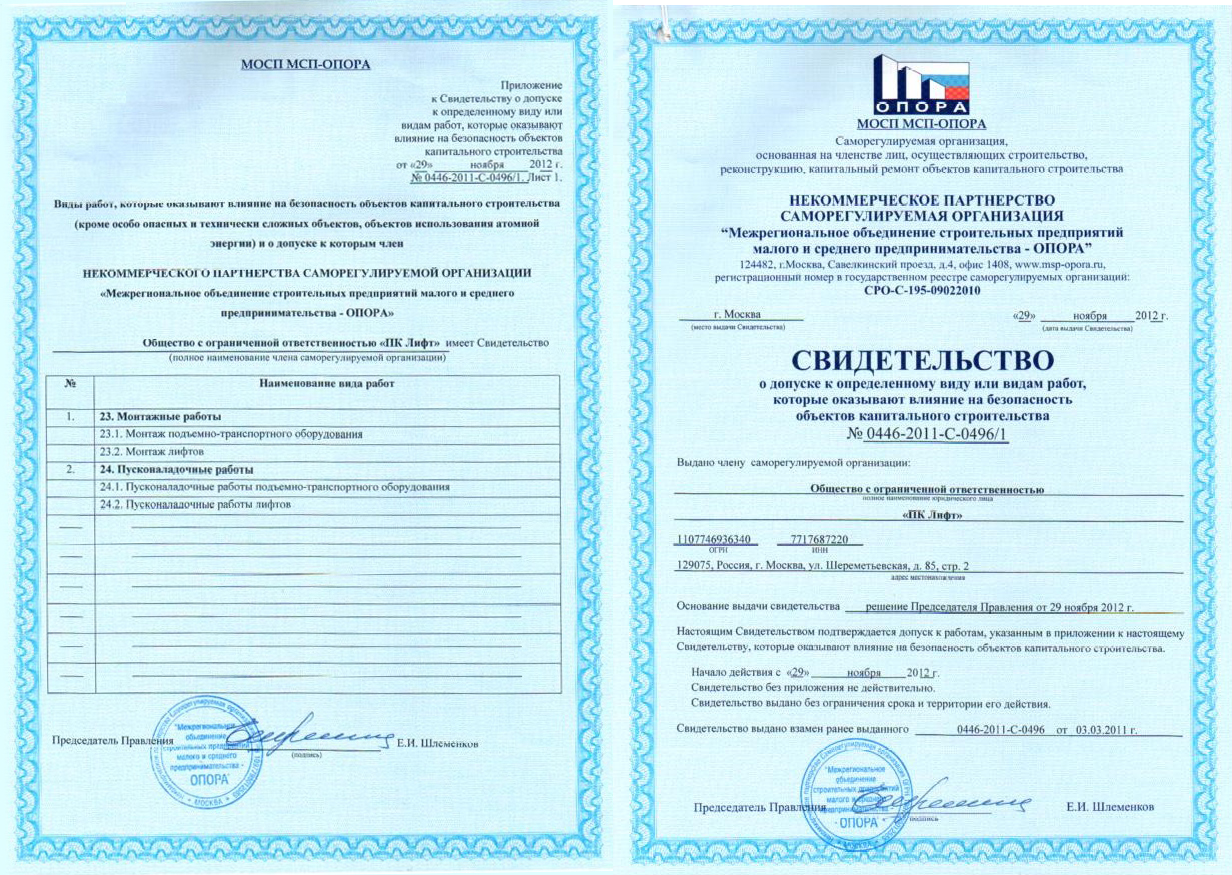 МОСП МСП-ОПОРА
Приложение
к Свидетельству о допуске
к определенному виду или
видам работ, которые оказывают
влияние на безопасность объектов
капитального строительства
от «29» ноября 2012 г.
№ 0446-2011-С-0496/1. Лист 1.
Виды работ, которые оказывают влияние на безопасность объектов капитального строительства
(кроме особо опасных и технически сложных объектов, объектов использования атомной
энергии) и о допуске к которым член
НЕКОММЕРЧЕСКОГО ПАРТНЕРСТВА САМОРЕГУЛИРУЕМОЙ ОРГАНИЗАЦИИ
«Межрегиональное объединение строительных предприятий малого и среднего
предпринимательства - ОПОРА»
Общество с ограниченной ответственностью «ПК Лифт» имеет Свидетельство
(полное наименование члена саморегулируемой организации)
№ Наименование вида работ
1. 23. Монтажные работы
23.1. Монтаж подъемно-транспортного оборудования
23.2. Монтаж лифтов
2. 24. Пусконаладочные работы
24.1. Пусконаладочные работы подъемно-транспортного оборудования
24.2. Пусконаладочные работы лифтов
Председатель Правления Е.И. Шлеменков
(подпись)
"Межрегиональное
объединение
строительных предприятий
малого и среднего
предпринимательства -
ОПОРА"
МОСКВА
ОПОРА
МОСП МСП-ОПОРА
Саморегулируемая организация,
основанная на членстве лиц, осуществляющих строительство,
реконструкцию, капитальный ремонт объектов капитального строительства
НЕКОММЕРЧЕСКОЕ ПАРТНЕРСТВО
САМОРЕГУЛИРУЕМАЯ ОРГАНИЗАЦИЯ
“Межрегиональное объединение строительных предприятий
малого и среднего предпринимательства - ОПОРА”
124482, г.Москва, Савелкинский проезд, д.4, офис 1408, www.msp-opora.ru,
регистрационный номер в государственном реестре саморегулируемых организаций:
СРО-С-195-09022010
г. Москва «29» ноября 2012 г.
(место выдачи Свидетельства) (дата выдачи Свидетельства)
СВИДЕТЕЛЬСТВО
о допуске к определенному виду или видам работ,
которые оказывают влияние на безопасность
объектов капитального строительства
№ 0446-2011-С-0496/1
Выдано члену саморегулируемой организации:
Общество с ограниченной ответственностью
полное наименование юридического лица
«ПК Лифт»
1107746936340 7717687220
ОГРН ИНН
129075, Россия, г. Москва, ул. Шереметьевская, д. 85, стр. 2
адрес местонахождения
Основание выдачи свидетельства решение Председателя Правления от 29 ноября 2012 г.
Настоящим Свидетельством подтверждается допуск к работам, указанным в приложении к настоящему
Свидетельству, которые оказывают влияние на безопасность объектов капитального строительства.
Начало действия с «29» ноября 2012 г.
Свидетельство без приложения не действительно.
Свидетельство выдано без ограничения срока и территории его действия.
Свидетельство выдано взамен ранее выданного 0446-2011-С-0496 от 03.03.2011 г.
Председатель Правления Е.И. Шлеменков
подпись
"Межрегиональное
объединение
строительных предприятий
малого и среднего
предпринимательства -
ОПОРА"